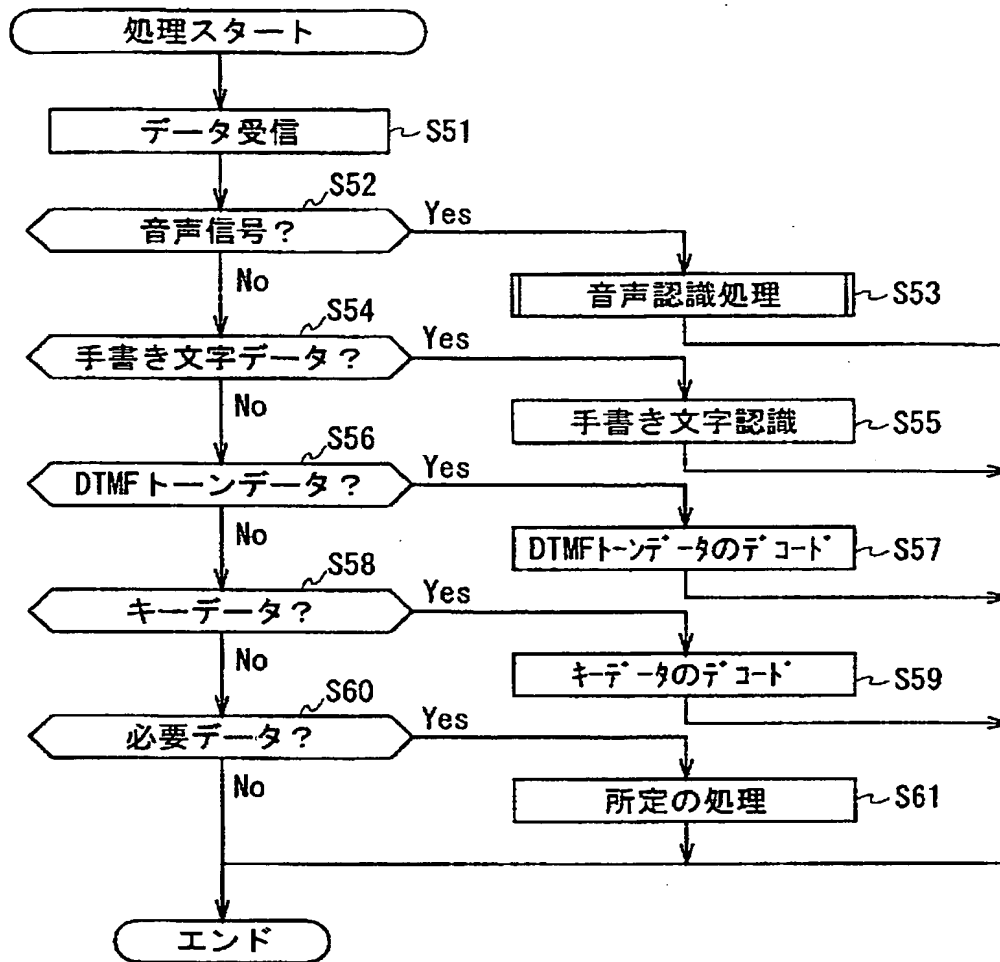 処理スタート
データ受信
S51
S52
音声信号?
Yes
No
音声認識処理
S53
S54
手書き文字データ?
Yes
No
手書き文字認識
S55
S56
DTMFトーンデータ?
Yes
No
DTMFトーンデータのデコード
S57
S58
キーデータ?
Yes
No
キーデータのデコード
S59
S60
必要データ?
Yes
No
所定の処理
S61
エンド